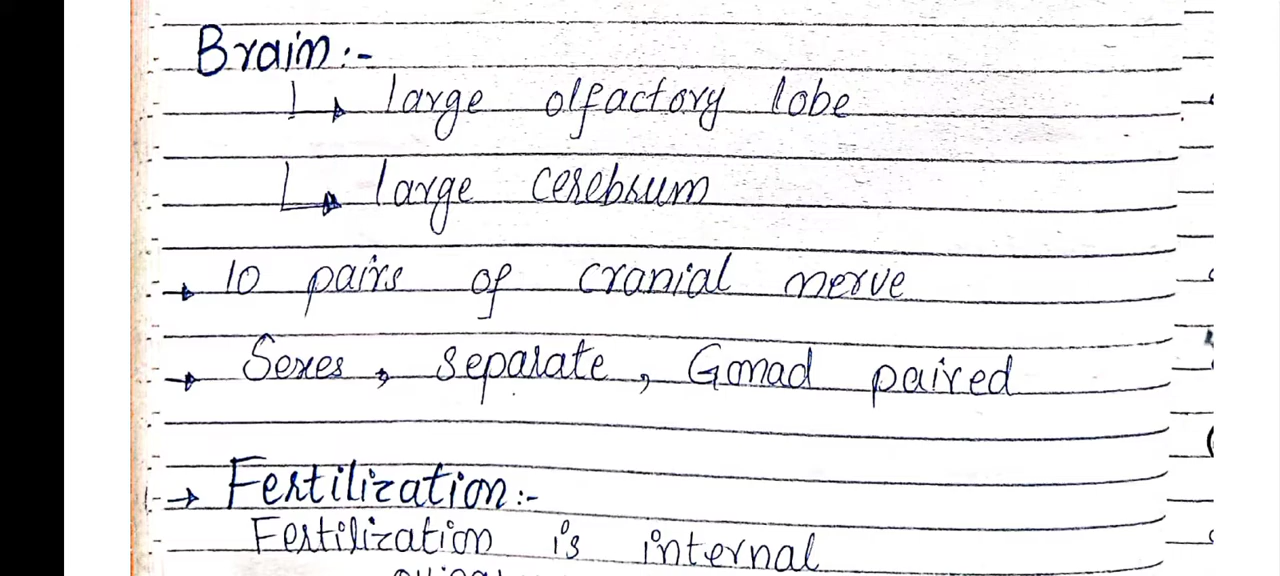 Brain:-
large olfactory lobe
large cerebrum
→ 10 pairs of cranial nerve
→ Sexes, separate, Gonad paired
→ Fertilization:-
Fertilization is internal